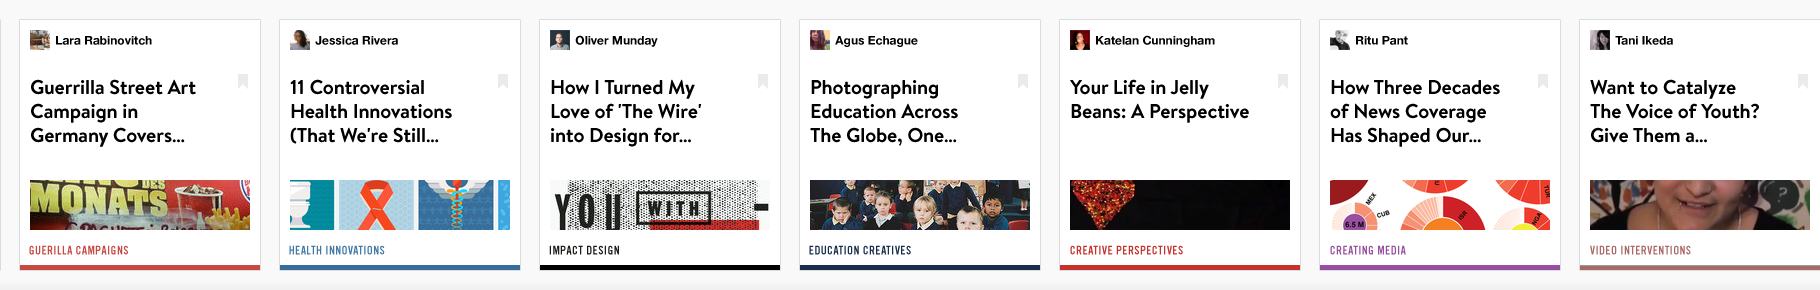 Lara Rabinovitch
Guerrilla Street Art
Campaign in
Germany Covers...
DES
MONATS
GUERILLA CAMPAIGNS
Jessica Rivera
11 Controversial
Health Innovations
(That We're Still...
HEALTH INNOVATIONS
Oliver Munday
How I Turned My
Love of 'The Wire'
into Design for...
YOU WITH
IMPACT DESIGN
Agus Echague
Photographing
Education Across
The Globe, One...
EDUCATION CREATIVES
Katelan Cunningham
Your Life in Jelly
Beans: A Perspective
CREATIVE PERSPECTIVES
Ritu Pant
How Three Decades
of News Coverage
Has Shaped Our...
MEX
CUB
6.5 M
ISR
CREATING MEDIA
Tani Ikeda
Want to Catalyze
The Voice of Youth?
Give Them a...
?
VIDEO INTERVENTIONS